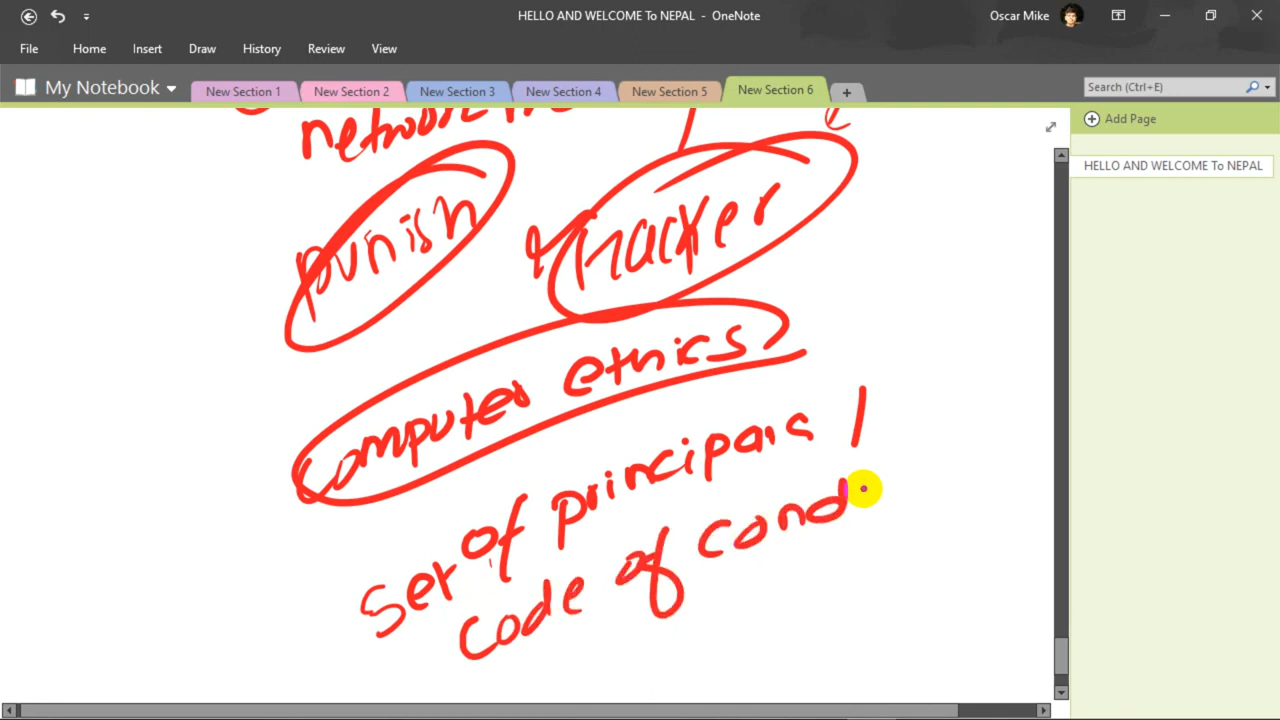 HELLO AND WELCOME To NEPAL - OneNote
Oscar Mike
File Home Insert Draw History Review View
My Notebook
New Section 1 New Section 2 New Section 3 New Section 4 New Section 5 New Section 6
Search (Ctrl+E)
Add Page
HELLO AND WELCOME To NEPAL
punish hacker
computer ethics
set of principals /
code of cond